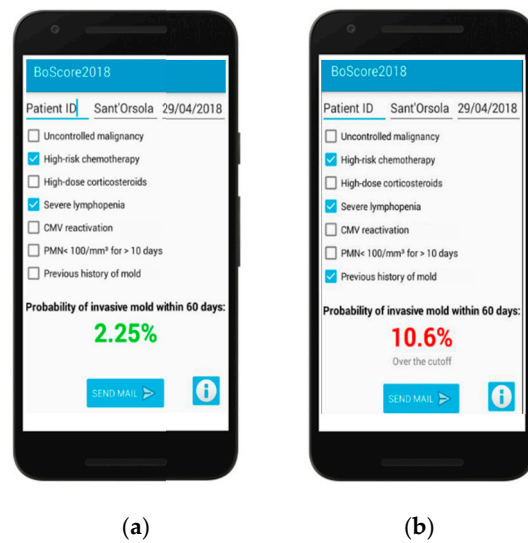 BoScore2018
Patient ID Sant'Orsola 29/04/2018
Uncontrolled malignancy
High-risk chemotherapy
High-dose corticosteroids
Severe lymphopenia
CMV reactivation
PMN< 100/mm³ for > 10 days
Previous history of mold
Probability of invasive mold within 60 days:
2.25%
SEND MAIL
(a)
BoScore2018
Patient ID Sant'Orsola 29/04/2018
Uncontrolled malignancy
High-risk chemotherapy
High-dose corticosteroids
Severe lymphopenia
CMV reactivation
PMN< 100/mm³ for > 10 days
Previous history of mold
Probability of invasive mold within 60 days:
10.6%
Over the cutoff
SEND MAIL
(b)